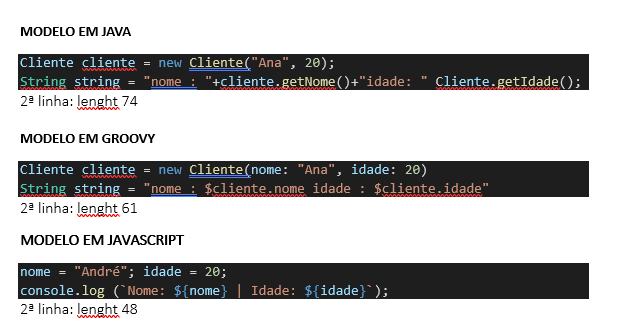 MODELO EM JAVA
Cliente cliente = new Cliente("Ana", 20);
String string = "nome : "+cliente.getNome()+"idade: " Cliente.getIdade();
2ª linha: lenght 74
MODELO EM GROOVY
Cliente cliente = new Cliente(nome: "Ana", idade: 20)
String string = "nome : $cliente.nome idade : $cliente.idade"
2ª linha: lenght 61
MODELO EM JAVASCRIPT
nome = "André"; idade = 20;
console.log (`Nome: ${nome} | Idade: ${idade}`);
2ª linha: lenght 48